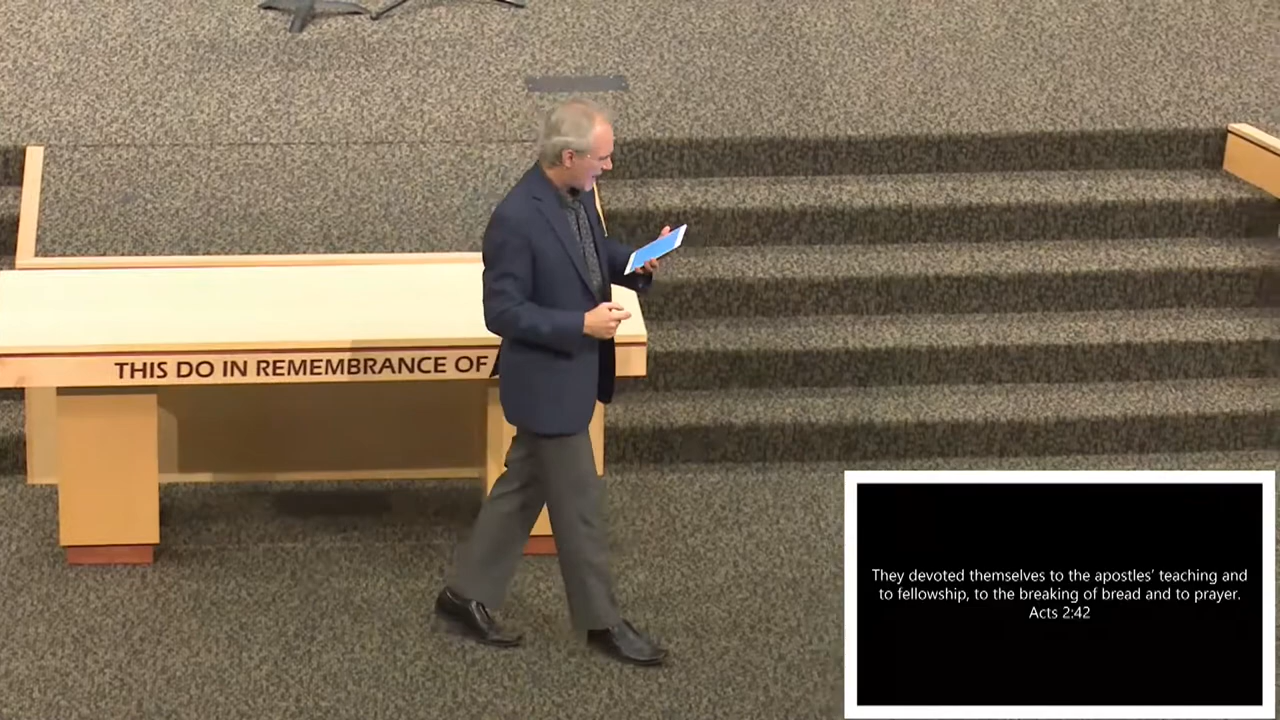 THIS DO IN REMEMBRANCE OF
They devoted themselves to the apostles’ teaching and
to fellowship, to the breaking of bread and to prayer.
Acts 2:42